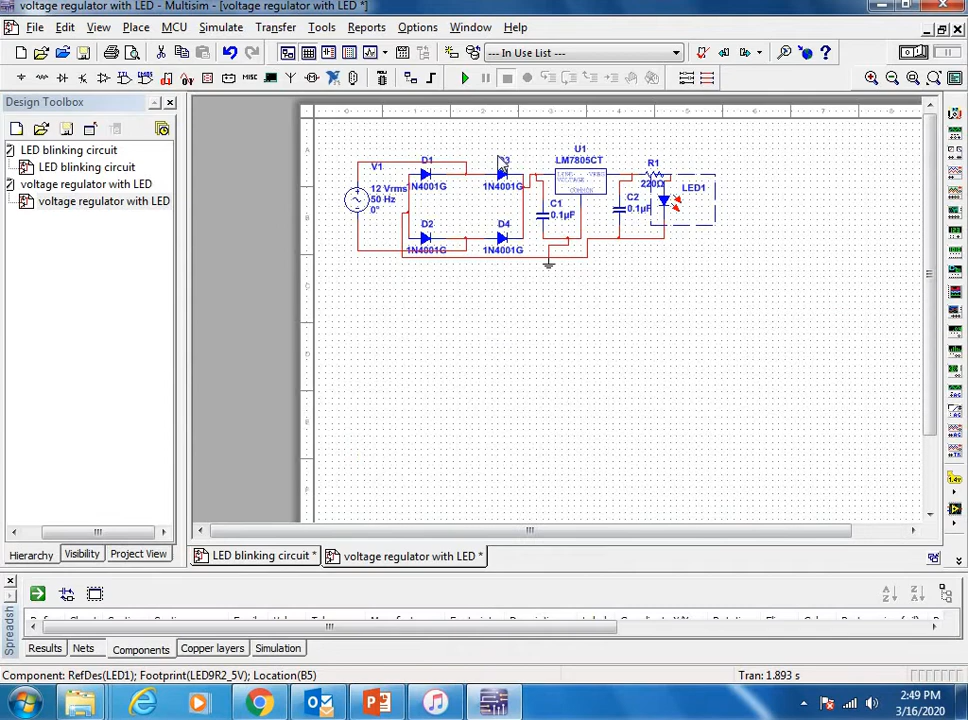 voltage regulator with LED - Multisim - [voltage regulator with LED *]
File Edit View Place MCU Simulate Transfer Tools Reports Options Window Help
--- In Use List ---
MISC
Design Toolbox
LED blinking circuit
LED blinking circuit
voltage regulator with LED
voltage regulator with LED
Hierarchy Visibility Project View
V1
12 Vrms
50 Hz
0°
D1
1N4001G
1N4001G
D2
1N4001G
D4
1N4001G
C1
0.1µF
U1
LM7805CT
COMMON
C2
0.1µF
R1
220Ω
LED1
A
B
C
D
LED blinking circuit *
voltage regulator with LED *
Spreadsh
Results Nets Components Copper layers Simulation
Component: RefDes(LED1); Footprint(LED9R2_5V); Location(B5)
Tran: 1.893 s
2:49 PM
3/16/2020